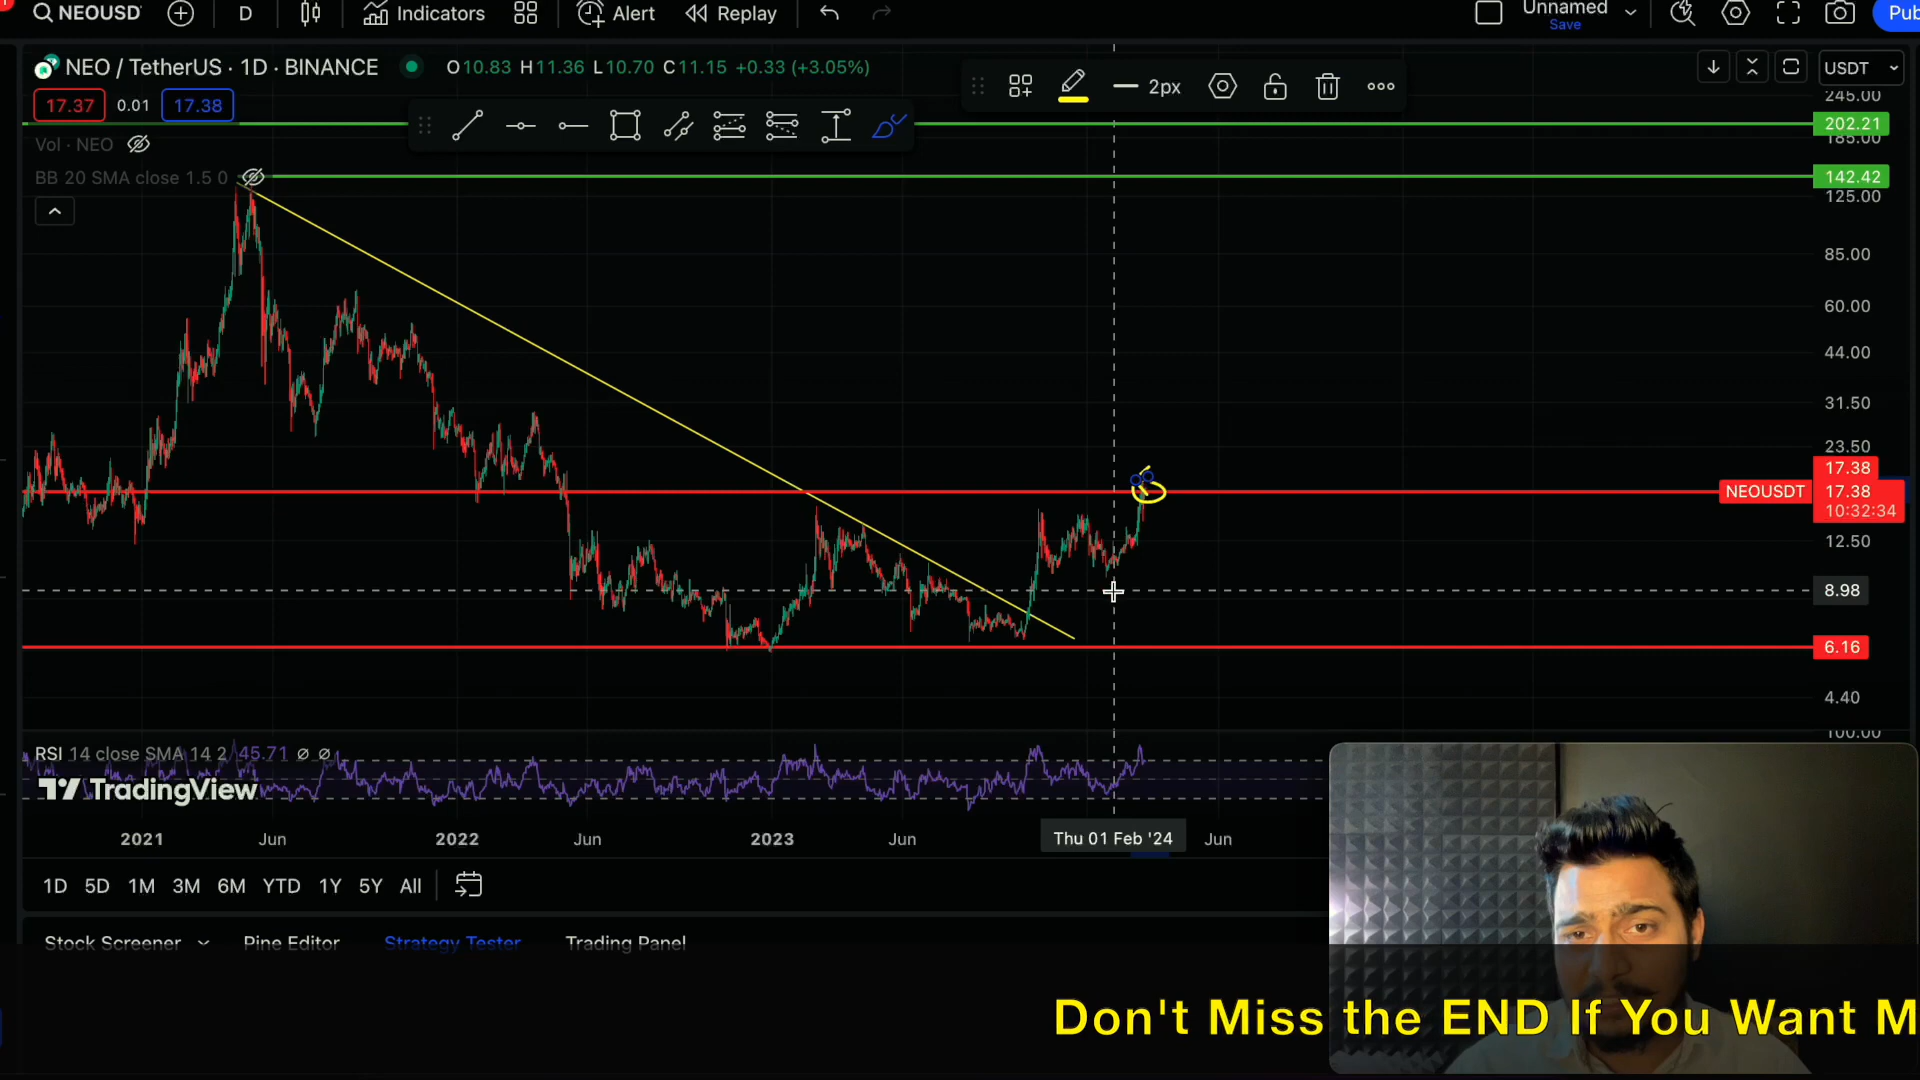 NEOUSD D Indicators Alert Replay Unnamed
Save
Pub
NEO / TetherUS · 1D · BINANCE O10.83 H11.36 L10.70 C11.15 +0.33 (+3.05%)
2px
USDT
17.37 0.01 17.38
245.00
202.21
185.00
Vol · NEO
BB 20 SMA close 1.5 0
142.42
125.00
85.00
60.00
44.00
31.50
23.50
17.38
NEOUSDT 17.38
10:32:34
12.50
8.98
6.16
4.40
100.00
RSI 14 close SMA 14 2 45.71 ∅ ∅
TradingView
2021 Jun 2022 Jun 2023 Jun Thu 01 Feb '24 Jun
1D 5D 1M 3M 6M YTD 1Y 5Y All
Stock Screener Pine Editor Strategy Tester Trading Panel
Don't Miss the END If You Want M